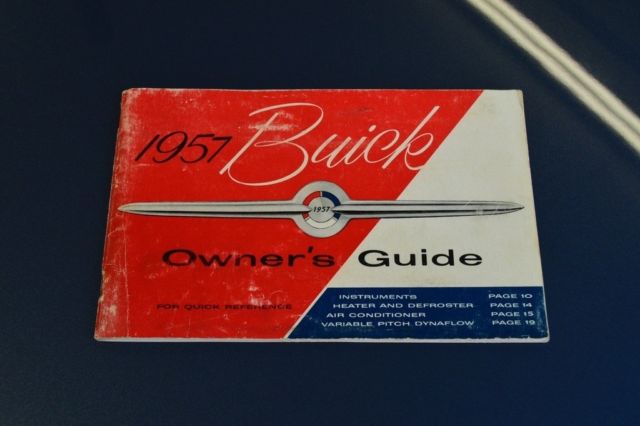 1957 Buick
1957
Owner's Guide
FOR QUICK REFERENCE
INSTRUMENTS PAGE 10
HEATER AND DEFROSTER PAGE 14
AIR CONDITIONER PAGE 15
VARIABLE PITCH DYNAFLOW PAGE 19